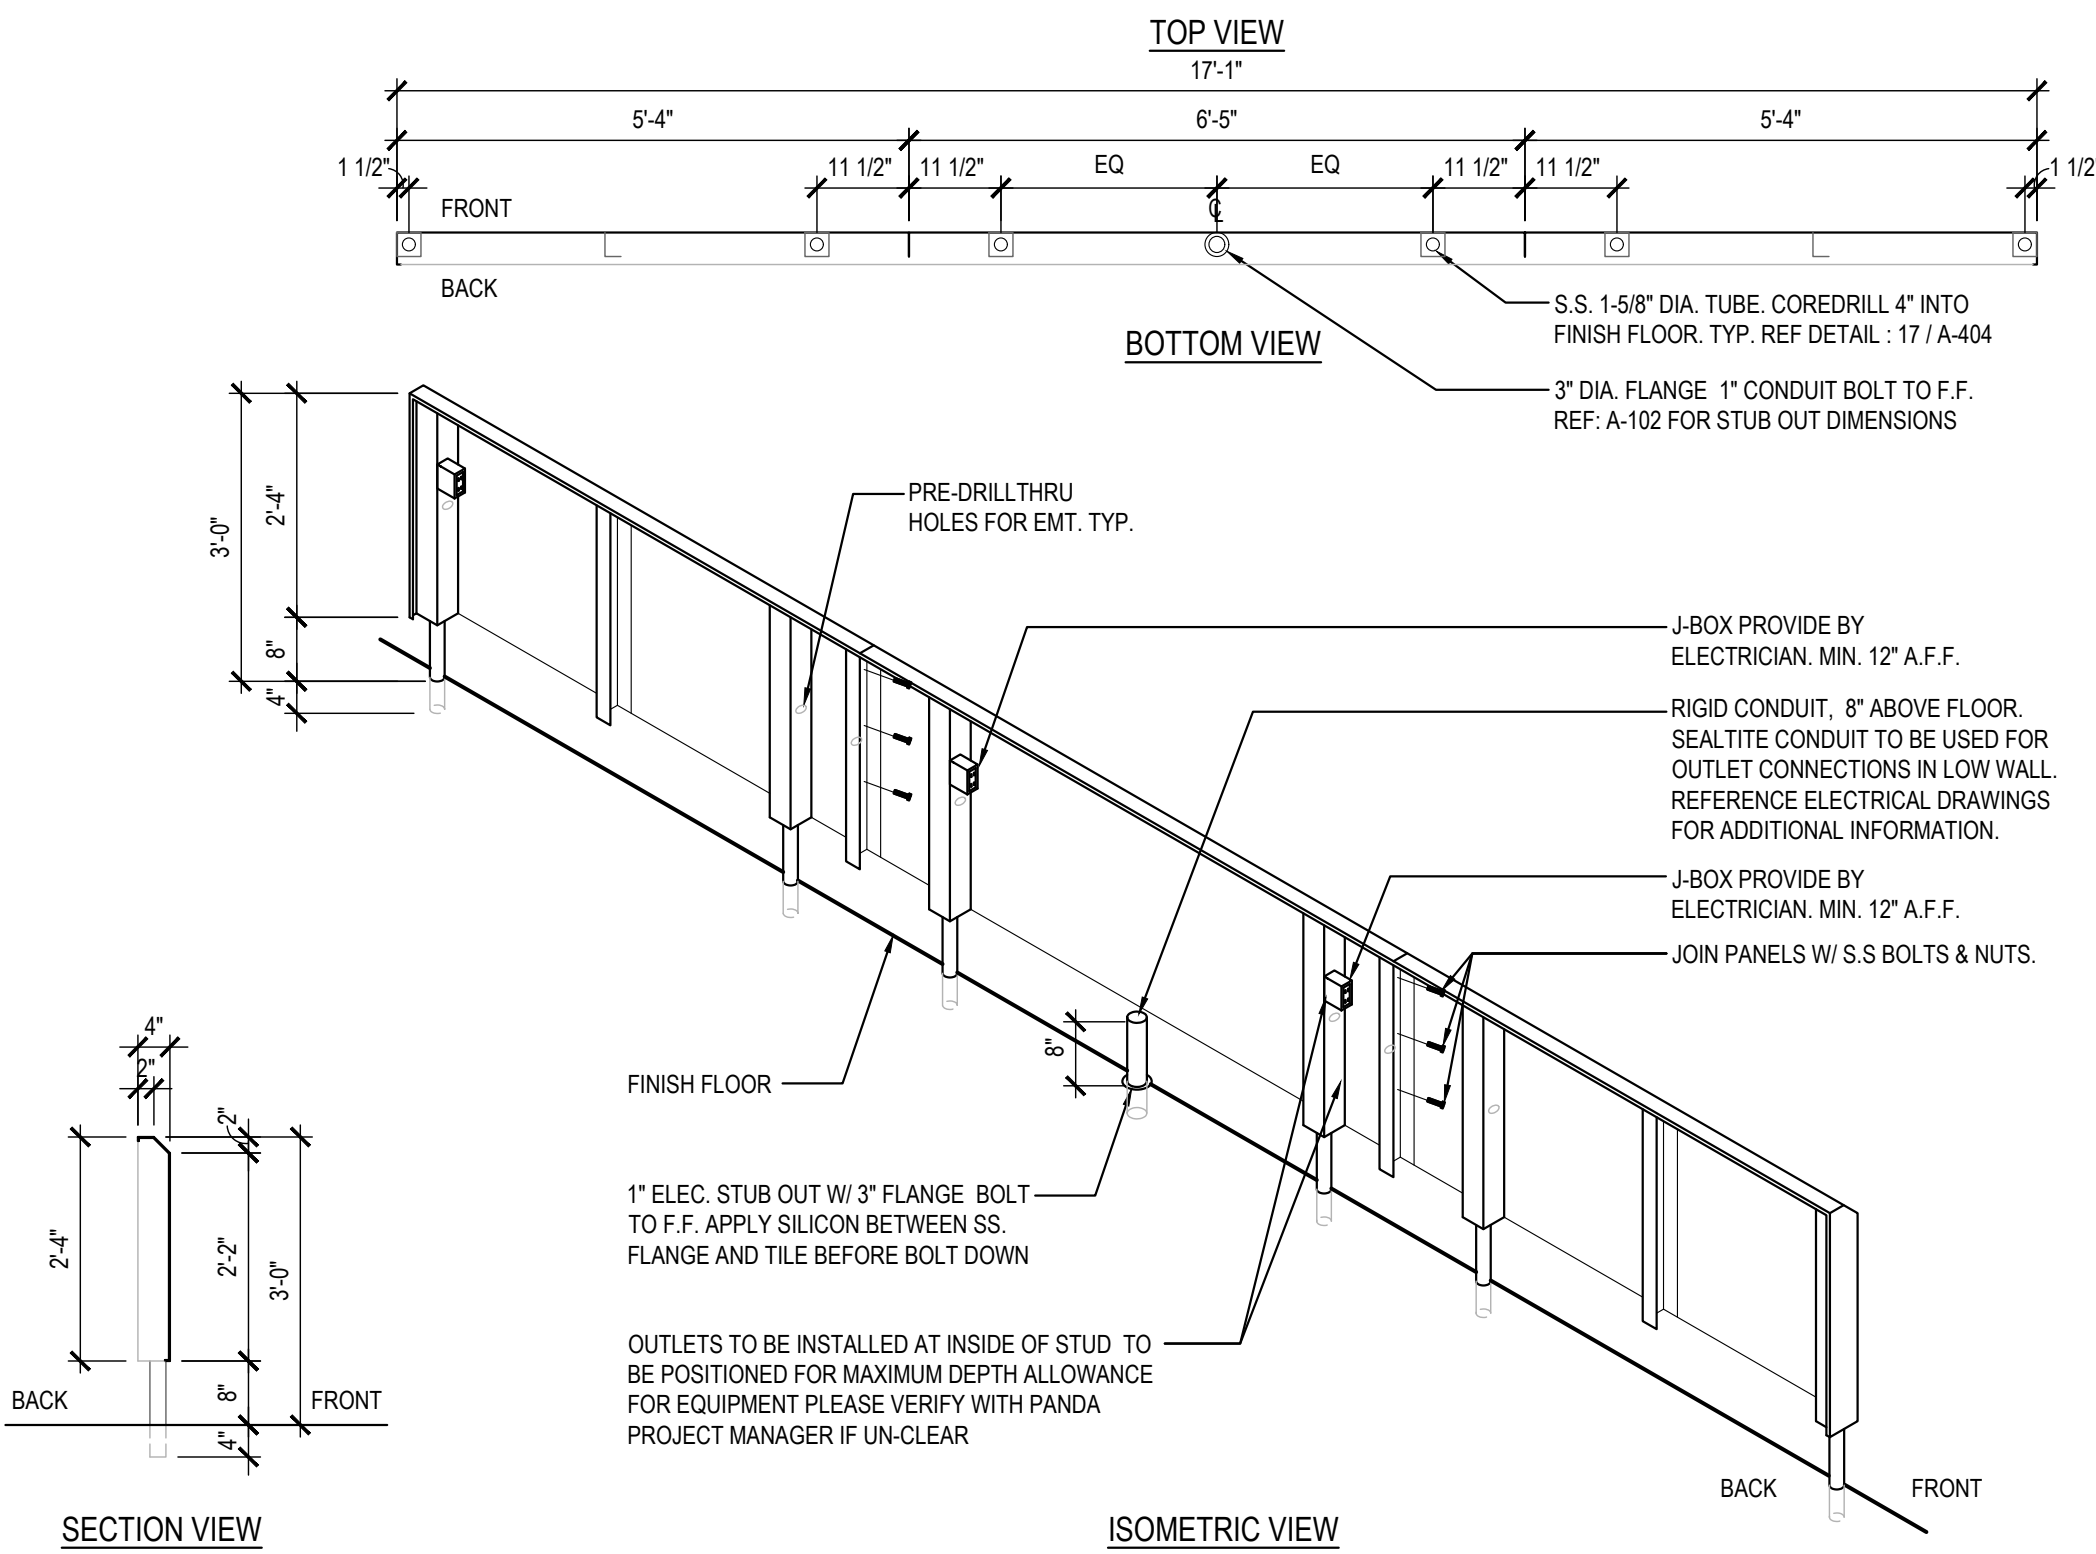 TOP VIEW
17'-1"
5'-4"
6'-5"
5'-4"
1 1/2"
11 1/2"
11 1/2"
EQ
EQ
11 1/2"
11 1/2"
1 1/2
FRONT
CL
BACK
S.S. 1-5/8" DIA. TUBE. COREDRILL 4" INTO
FINISH FLOOR. TYP. REF DETAIL : 17 / A-404
BOTTOM VIEW
3" DIA. FLANGE 1" CONDUIT BOLT TO F.F.
REF: A-102 FOR STUB OUT DIMENSIONS
3'-0"
2'-4"
8"
4"
PRE-DRILLTHRU
HOLES FOR EMT. TYP.
J-BOX PROVIDE BY
ELECTRICIAN. MIN. 12" A.F.F.
RIGID CONDUIT, 8" ABOVE FLOOR.
SEALTITE CONDUIT TO BE USED FOR
OUTLET CONNECTIONS IN LOW WALL.
REFERENCE ELECTRICAL DRAWINGS
FOR ADDITIONAL INFORMATION.
J-BOX PROVIDE BY
ELECTRICIAN. MIN. 12" A.F.F.
JOIN PANELS W/ S.S BOLTS & NUTS.
8"
FINISH FLOOR
1" ELEC. STUB OUT W/ 3" FLANGE BOLT
TO F.F. APPLY SILICON BETWEEN SS.
FLANGE AND TILE BEFORE BOLT DOWN
OUTLETS TO BE INSTALLED AT INSIDE OF STUD TO
BE POSITIONED FOR MAXIMUM DEPTH ALLOWANCE
FOR EQUIPMENT PLEASE VERIFY WITH PANDA
PROJECT MANAGER IF UN-CLEAR
4"
2"
2"
2'-4"
2'-2"
3'-0"
8"
4"
BACK
FRONT
SECTION VIEW
BACK
FRONT
ISOMETRIC VIEW